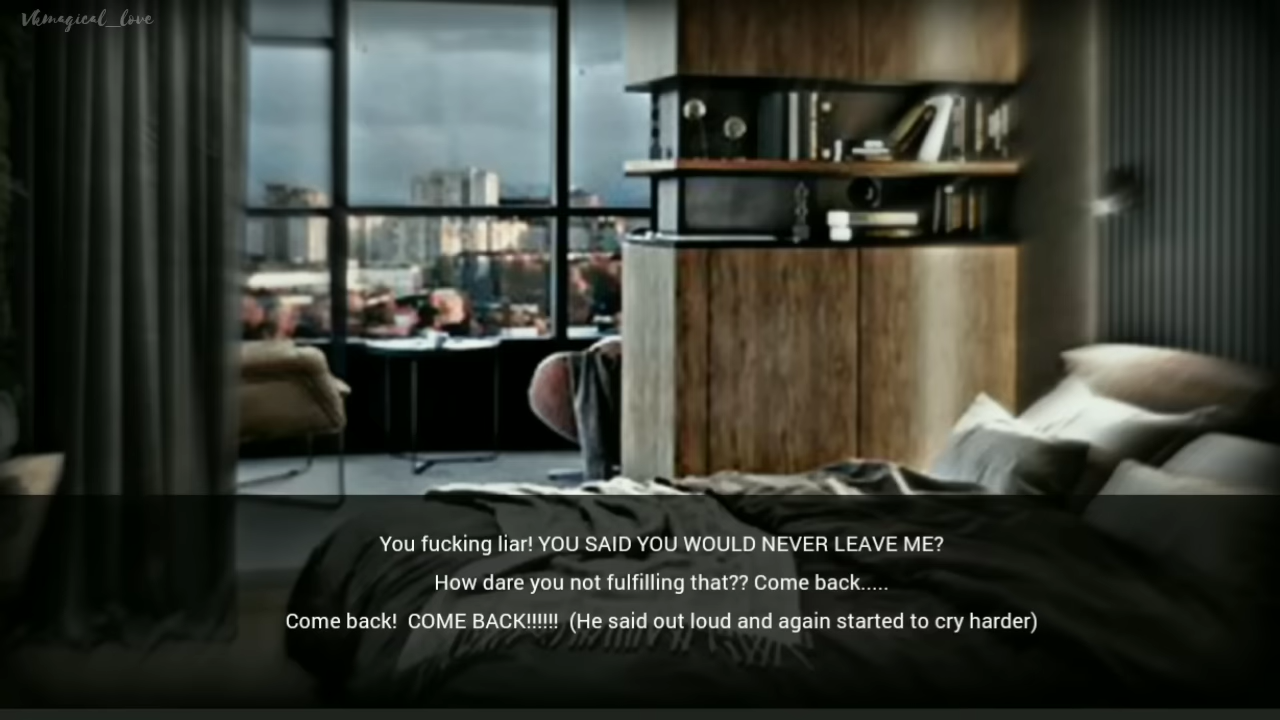 Vkmagical_love
You fucking liar! YOU SAID YOU WOULD NEVER LEAVE ME?
How dare you not fulfilling that?? Come back.....
Come back!  COME BACK!!!!!!  (He said out loud and again started to cry harder)